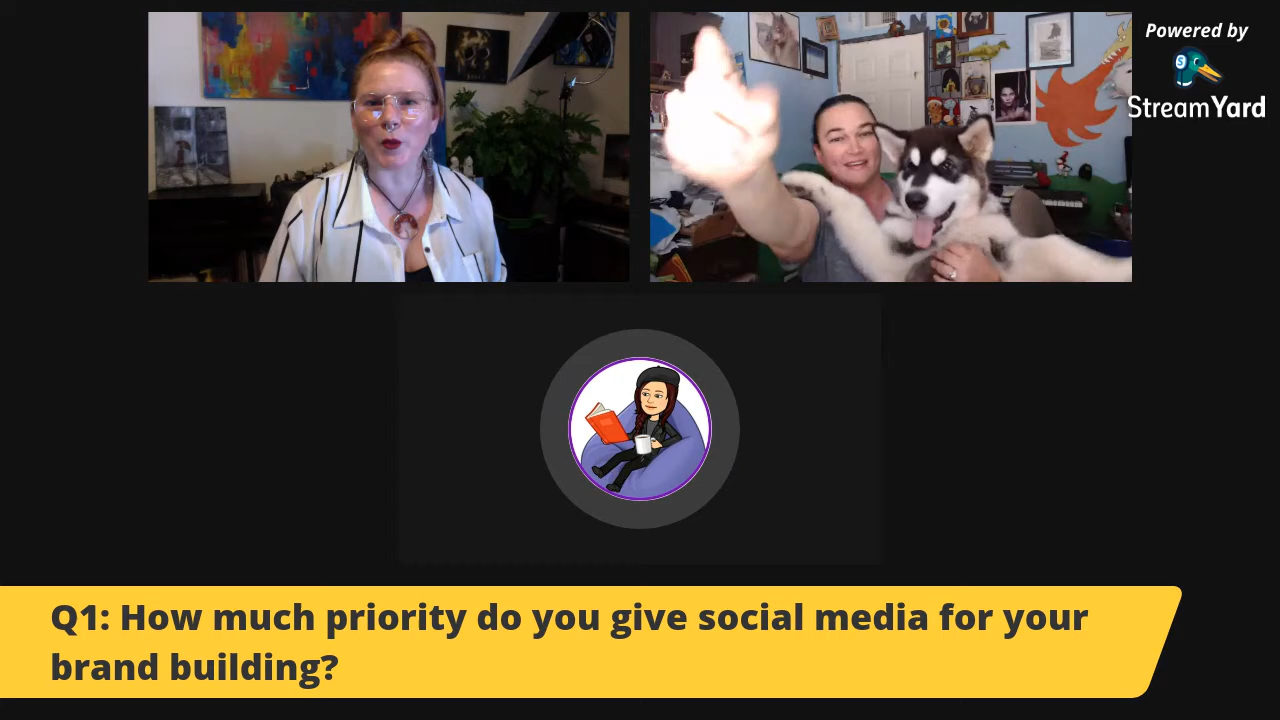 Powered by
StreamYard
Q1: How much priority do you give social media for your
brand building?